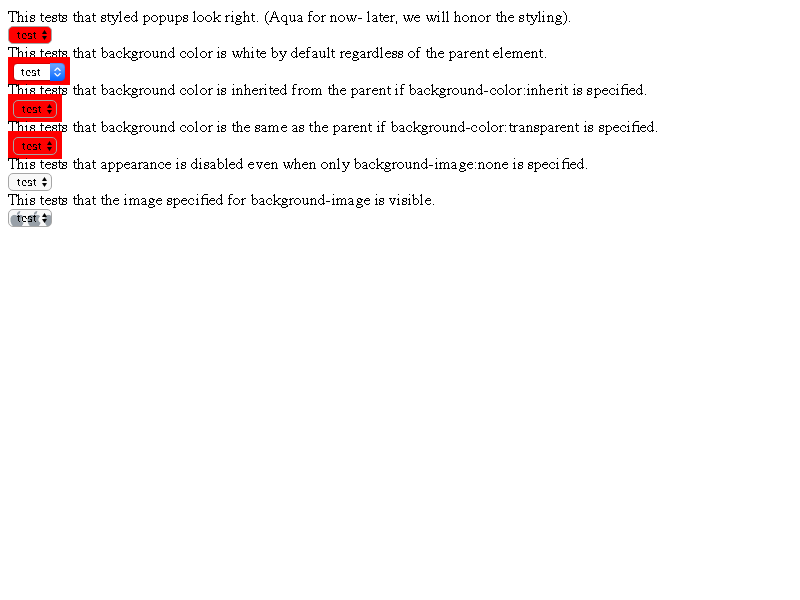 This tests that styled popups look right. (Aqua for now- later, we will honor the styling).
test
This tests that background color is white by default regardless of the parent element.
test
This tests that background color is inherited from the parent if background-color:inherit is specified.
test
This tests that background color is the same as the parent if background-color:transparent is specified.
test
This tests that appearance is disabled even when only background-image:none is specified.
test
This tests that the image specified for background-image is visible.
test